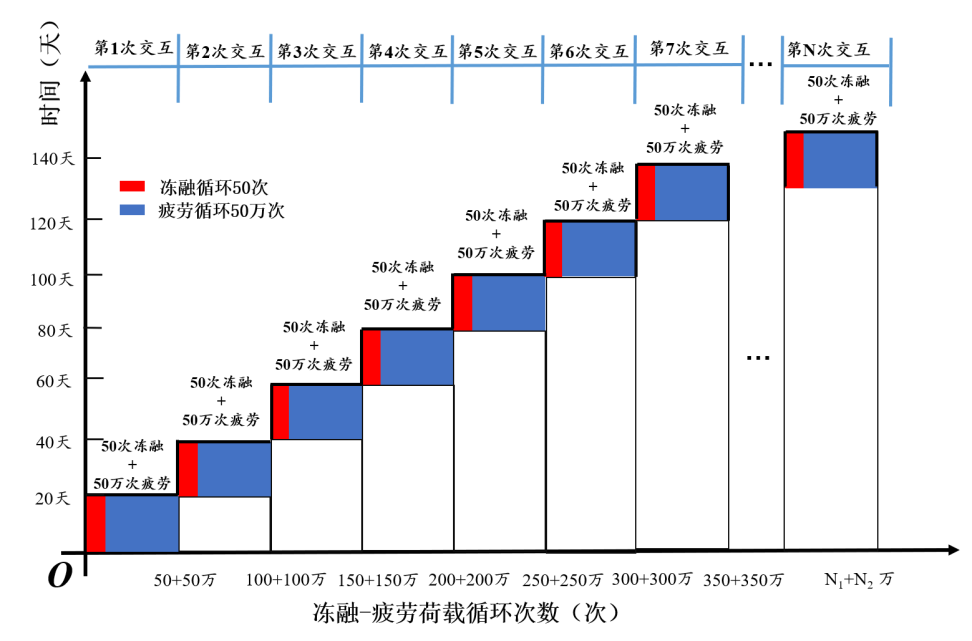 第1次交互
第2次交互
第3次交互
第4次交互
第5次交互
第6次交互
第7次交互
...
第N次交互
时间（天）
140天
120天
100天
80天
60天
40天
20天
冻融循环50次
疲劳循环50万次
50次冻融
+
50万次疲劳
50次冻融
+
50万次疲劳
50次冻融
+
50万次疲劳
50次冻融
+
50万次疲劳
50次冻融
+
50万次疲劳
50次冻融
+
50万次疲劳
50次冻融
+
50万次疲劳
50次冻融
+
50万次疲劳
...
O
50+50万
100+100万
150+150万
200+200万
250+250万
300+300万
350+350万
N₁+N₂ 万
冻融-疲劳荷载循环次数（次）